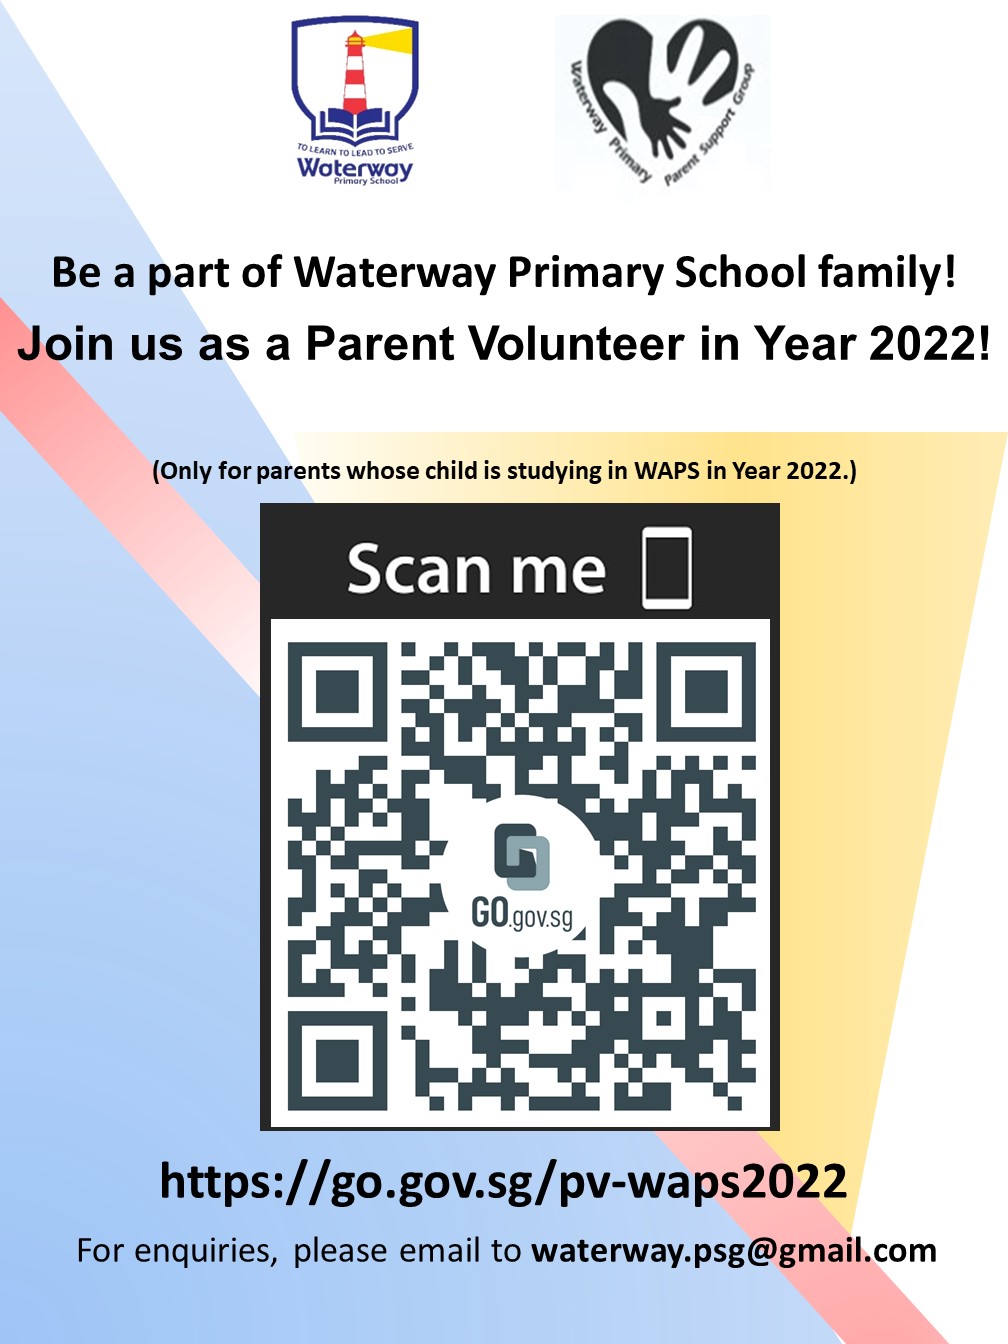 TO LEARN TO LEAD TO SERVE
Waterway
Primary School
Waterway Primary Parent Support Group
Be a part of Waterway Primary School family!
Join us as a Parent Volunteer in Year 2022!
(Only for parents whose child is studying in WAPS in Year 2022.)
Scan me
GO.gov.sg
https://go.gov.sg/pv-waps2022
For enquiries, please email to waterway.psg@gmail.com